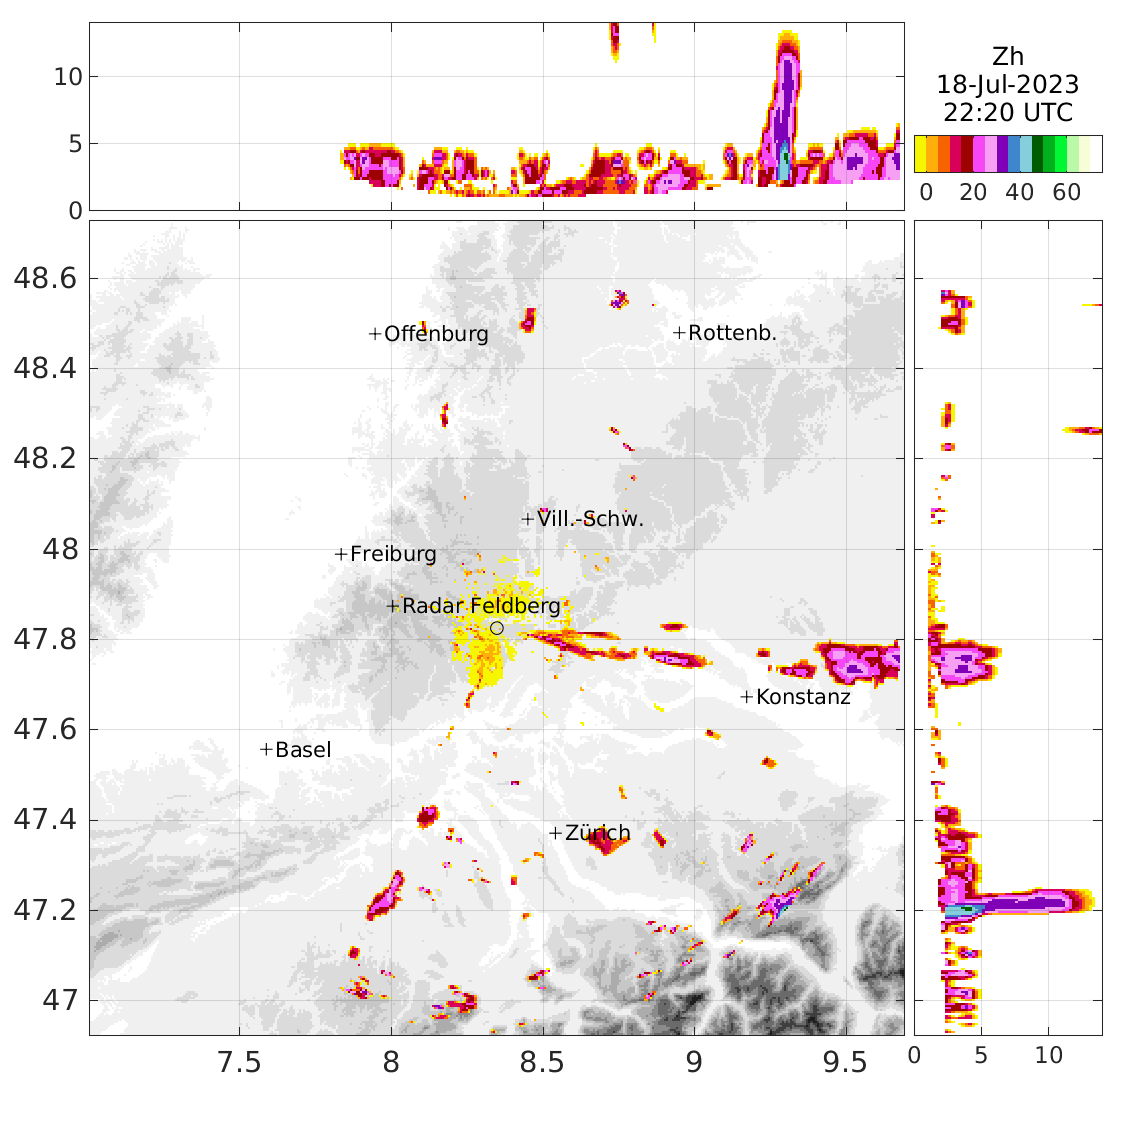 10
5
0
Zh
18-Jul-2023
22:20 UTC
0 20 40 60
48.6
48.4
48.2
48
47.8
47.6
47.4
47.2
47
+Offenburg
+Rottenb.
+Vill.-Schw.
+Freiburg
+Radar Feldberg
+Konstanz
+Basel
+Zürich
7.5 8 8.5 9 9.5
0 5 10